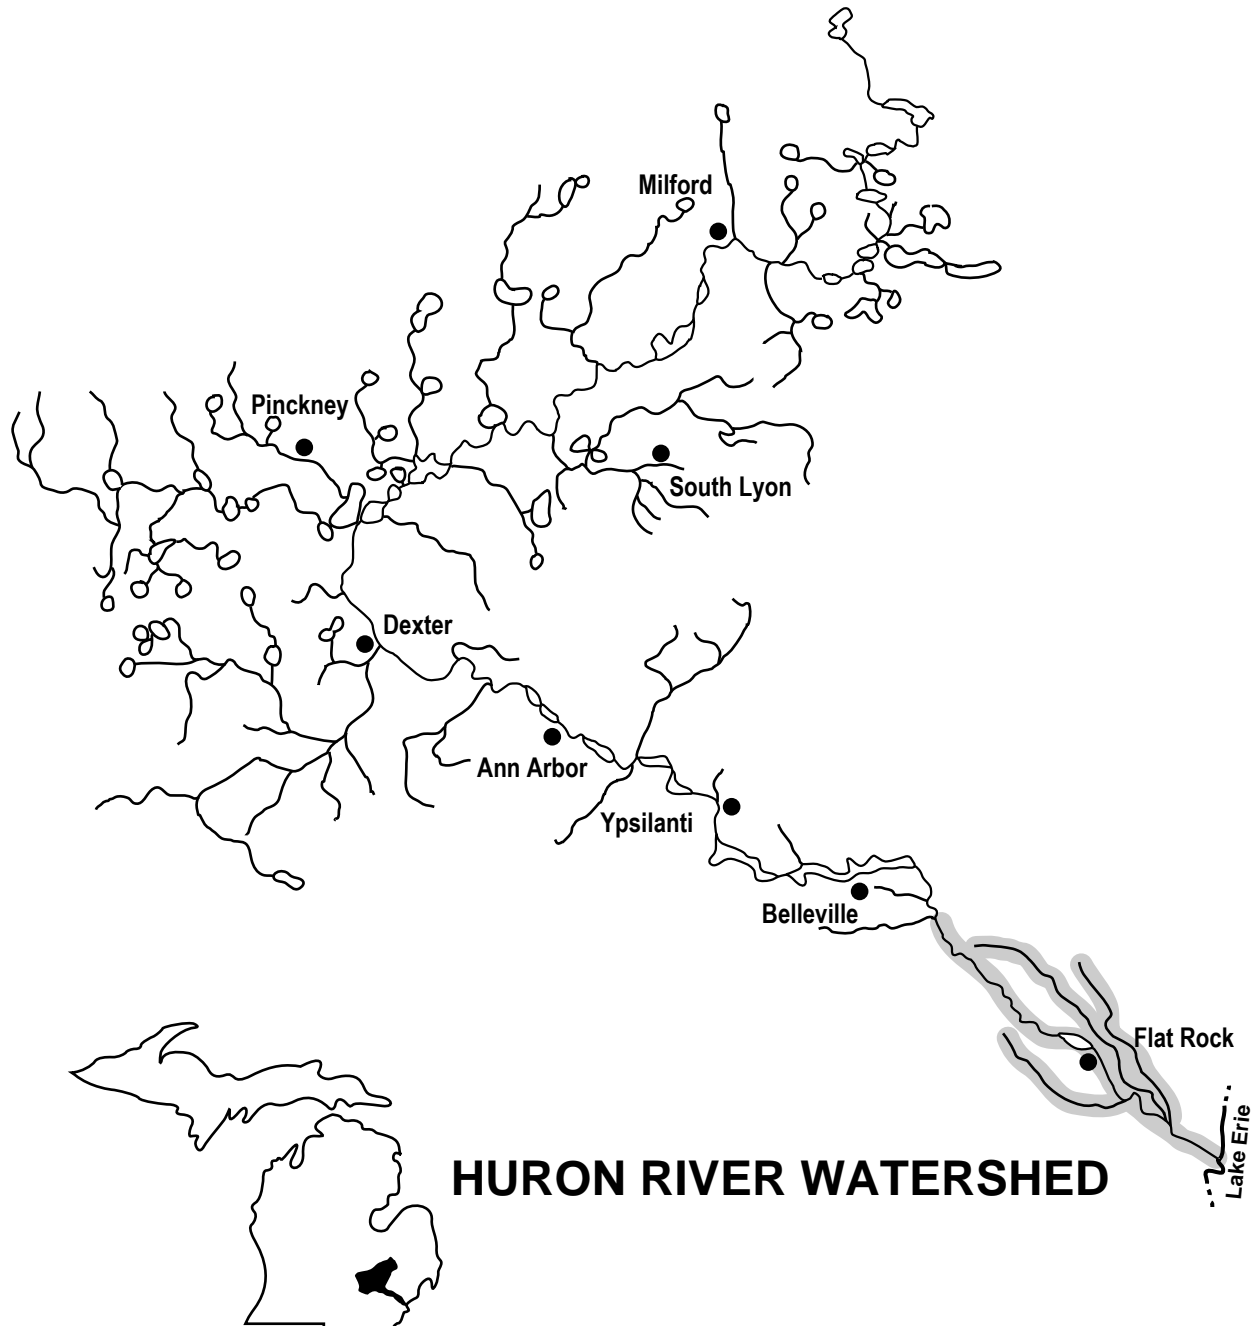 Milford
Pinckney
South Lyon
Dexter
Ann Arbor
Ypsilanti
Belleville
Flat Rock
Lake Erie
HURON RIVER WATERSHED